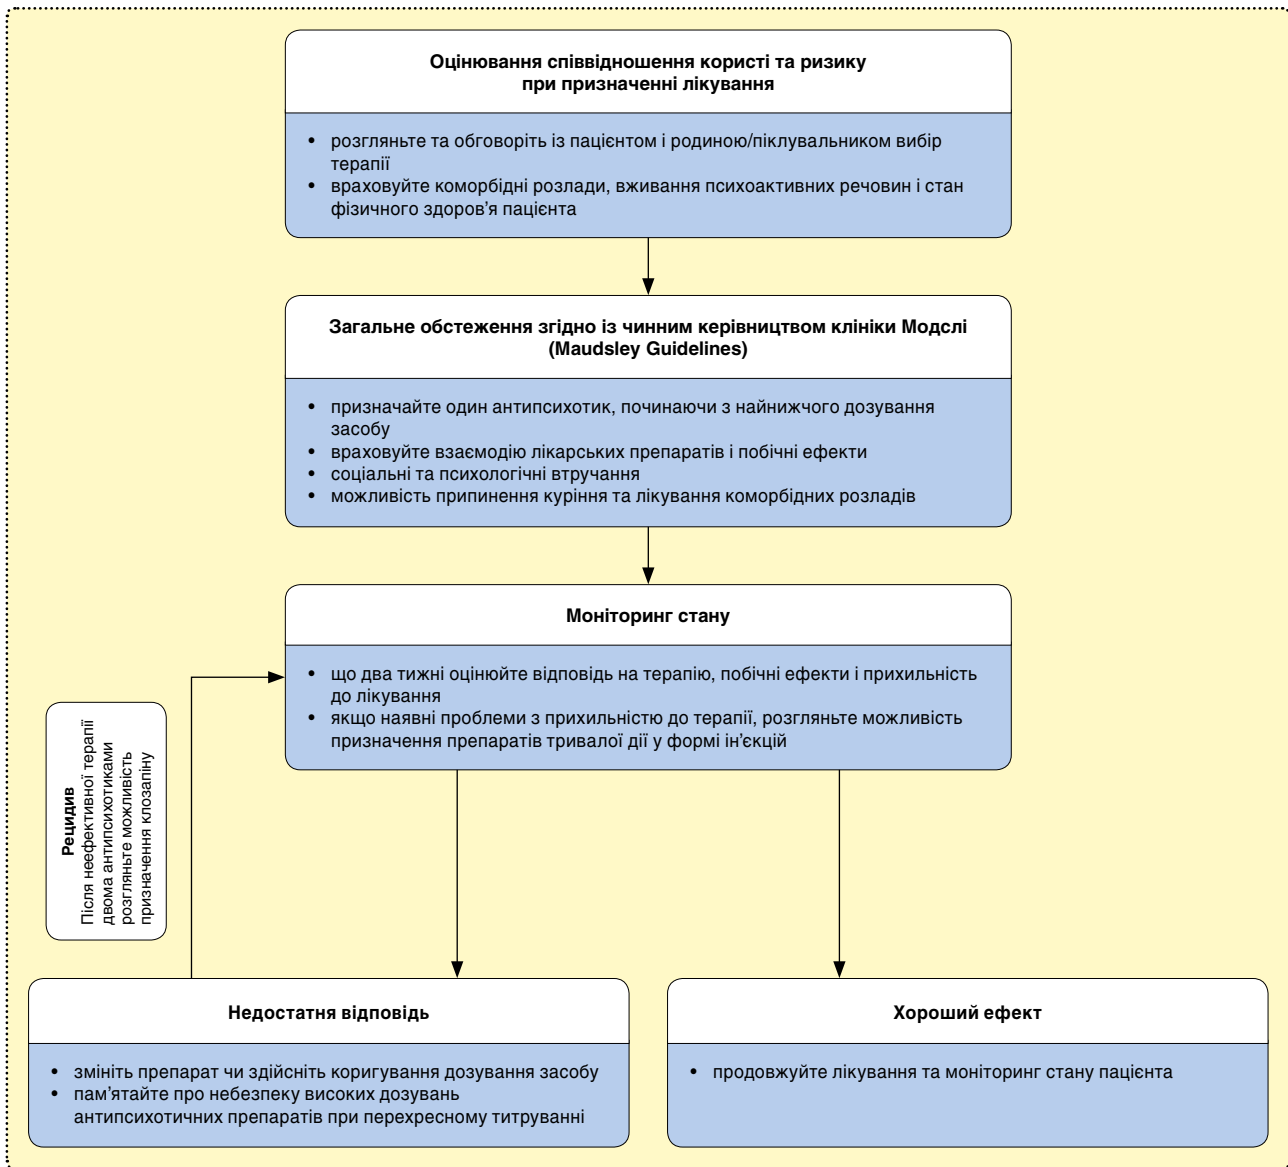 Оцінювання співвідношення користі та ризику
при призначенні лікування
• розгляньте та обговоріть із пацієнтом і родиною/піклувальником вибір
терапії
• враховуйте коморбідні розлади, вживання психоактивних речовин і стан
фізичного здоров'я пацієнта
Загальне обстеження згідно із чинним керівництвом клініки Модслі
(Maudsley Guidelines)
• призначайте один антипсихотик, починаючи з найнижчого дозування
засобу
• враховуйте взаємодію лікарських препаратів і побічні ефекти
• соціальні та психологічні втручання
• можливість припинення куріння та лікування коморбідних розладів
Моніторинг стану
• що два тижні оцінюйте відповідь на терапію, побічні ефекти і прихильність
до лікування
• якщо наявні проблеми з прихильністю до терапії, розгляньте можливість
призначення препаратів тривалої дії у формі ін'єкцій
Рецидив
Після неефективної терапії
двома антипсихотиками
розгляньте можливість
призначення клозапіну
Недостатня відповідь
• змініть препарат чи здійсніть коригування дозування засобу
• пам'ятайте про небезпеку високих дозувань
антипсихотичних препаратів при перехресному титруванні
Хороший ефект
• продовжуйте лікування та моніторинг стану пацієнта